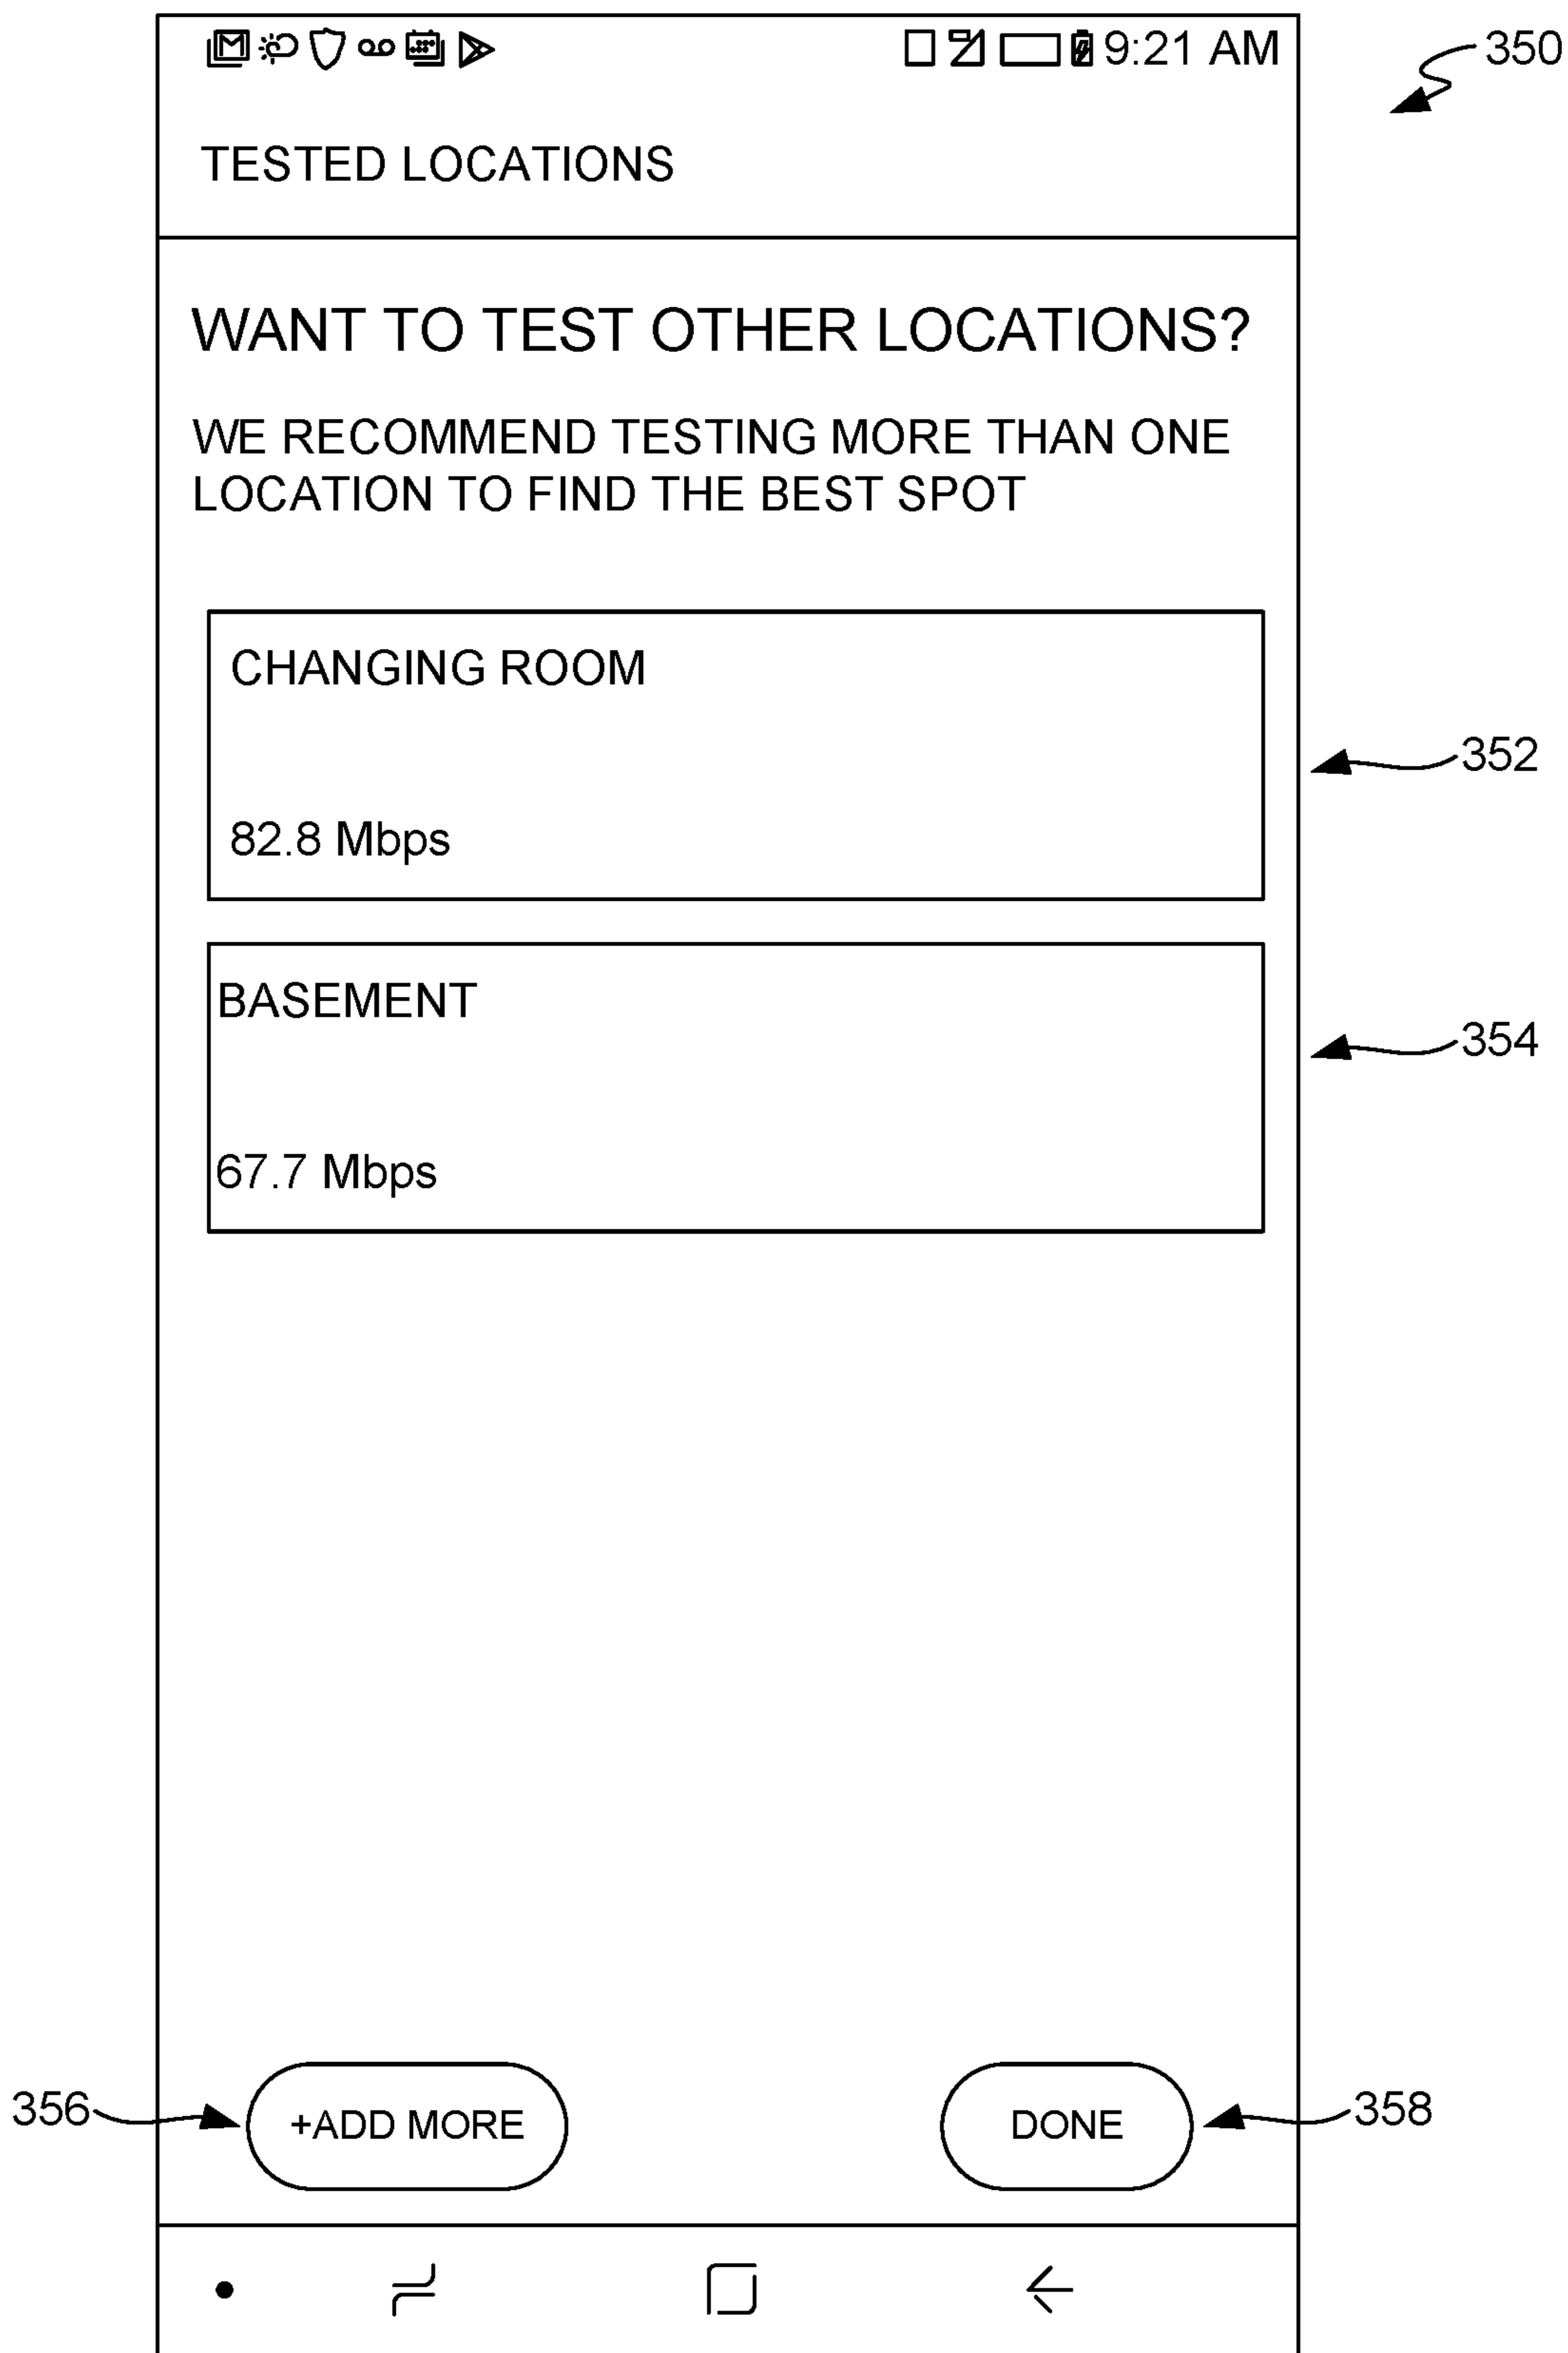 9:21 AM
350
TESTED LOCATIONS
WANT TO TEST OTHER LOCATIONS?
WE RECOMMEND TESTING MORE THAN ONE
LOCATION TO FIND THE BEST SPOT
CHANGING ROOM
352
82.8 Mbps
BASEMENT
354
67.7 Mbps
356
+ADD MORE
DONE
358